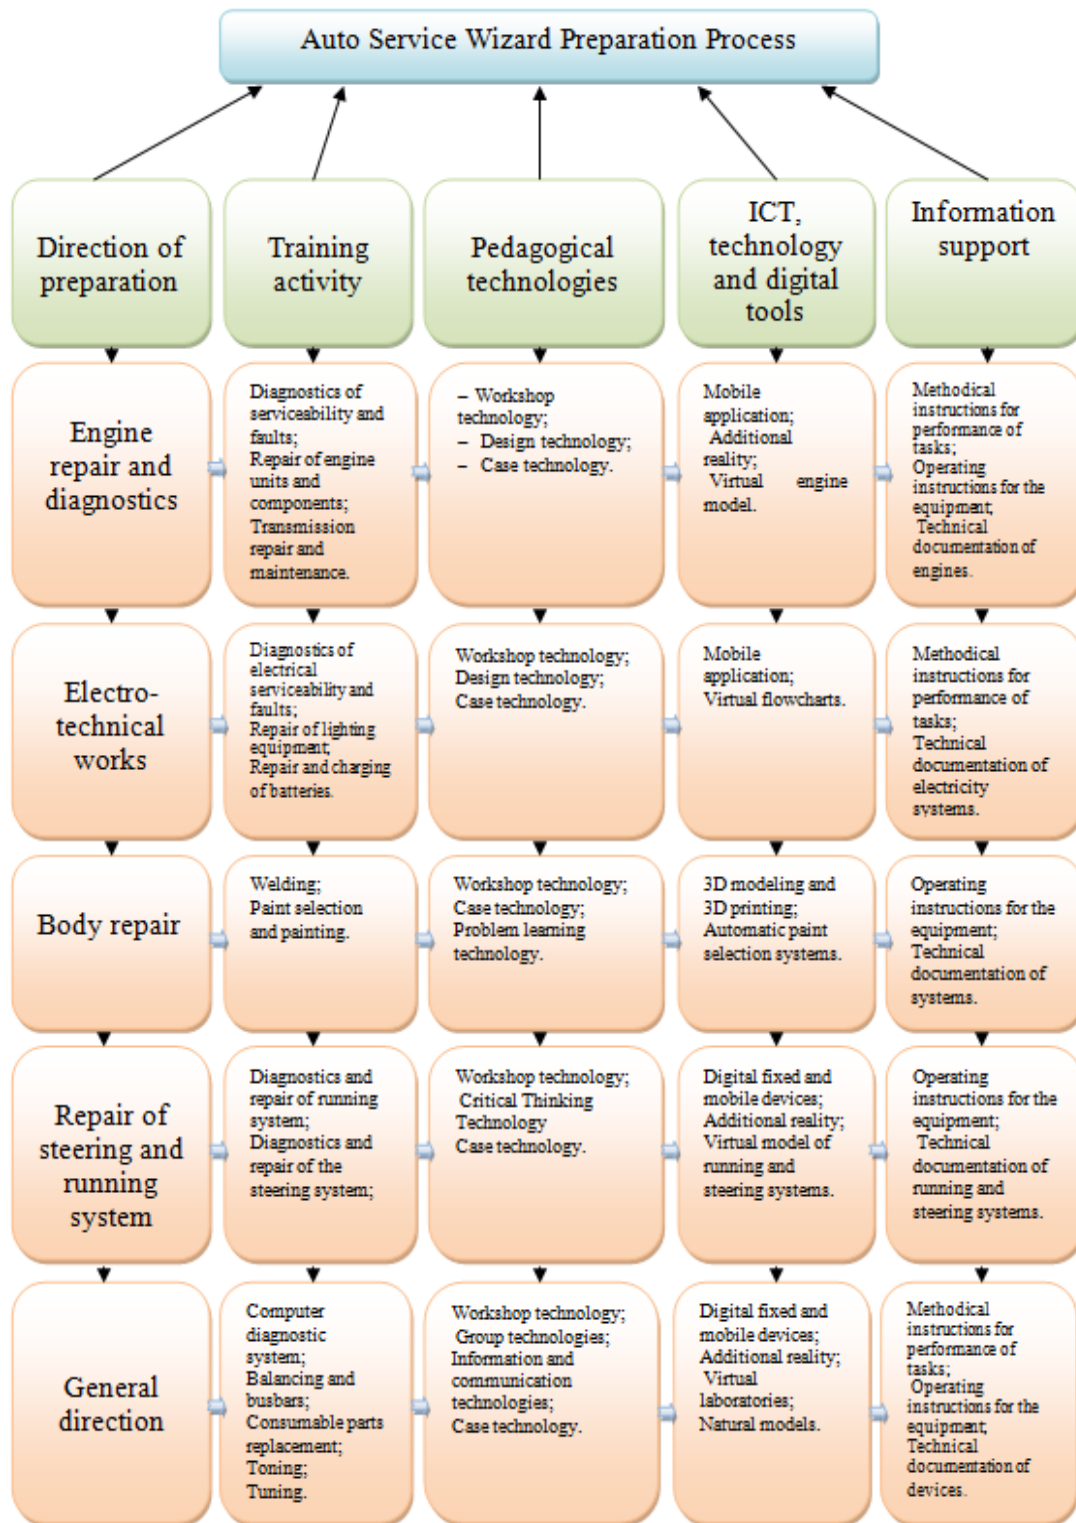 Auto Service Wizard Preparation Process
Direction of
preparation
Training
activity
Pedagogical
technologies
ICT,
technology
and digital
tools
Information
support
Engine
repair and
diagnostics
Diagnostics of
serviceability and
faults;
Repair of engine
units and
components;
Transmission
repair and
maintenance.
– Workshop
technology;
– Design technology;
– Case technology.
Mobile
application;
Additional
reality;
Virtual engine
model.
Methodical
instructions for
performance of
tasks;
Operating
instructions for the
equipment;
Technical
documentation of
engines.
Electro-
technical
works
Diagnostics of
electrical
serviceability and
faults;
Repair of lighting
equipment;
Repair and charging
of batteries.
Workshop technology;
Design technology;
Case technology.
Mobile
application;
Virtual flowcharts.
Methodical
instructions for
performance of
tasks;
Technical
documentation of
electricity
systems.
Body repair
Welding;
Paint selection
and painting.
Workshop technology;
Case technology;
Problem learning
technology.
3D modeling and
3D printing;
Automatic paint
selection systems.
Operating
instructions for the
equipment;
Technical
documentation of
systems.
Repair of
steering and
running
system
Diagnostics and
repair of running
system;
Diagnostics and
repair of the
steering system;
Workshop technology;
Critical Thinking
Technology
Case technology.
Digital fixed and
mobile devices;
Additional reality;
Virtual model of
running and
steering systems.
Operating
instructions for the
equipment;
Technical
documentation of
running and
steering systems.
General
direction
Computer
diagnostic
system;
Balancing and
busbars;
Consumable parts
replacement;
Toning;
Tuning.
Workshop technology;
Group technologies;
Information and
communication
technologies;
Case technology.
Digital fixed and
mobile devices;
Additional reality;
Virtual
laboratories;
Natural models.
Methodical
instructions for
performance of
tasks;
Operating
instructions for the
equipment;
Technical
documentation of
devices.